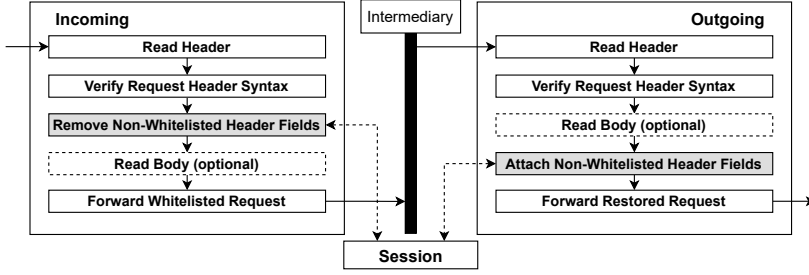 Incoming
Read Header
Verify Request Header Syntax
Remove Non-Whitelisted Header Fields
Read Body (optional)
Forward Whitelisted Request
Intermediary
Session
Outgoing
Read Header
Verify Request Header Syntax
Read Body (optional)
Attach Non-Whitelisted Header Fields
Forward Restored Request